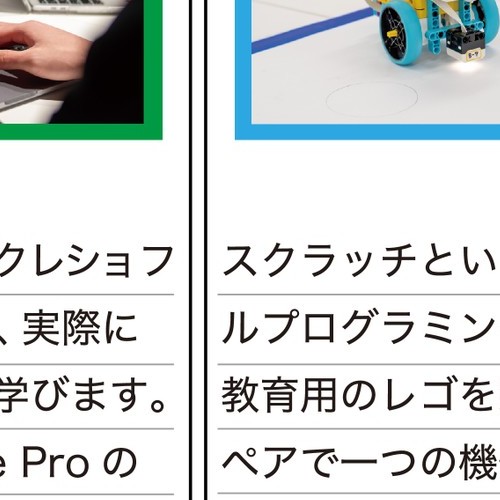 クレショフ
、実際に
学びます。
e Pro の
スクラッチとい
ルプログラミン
教育用のレゴを
ペアで一つの機